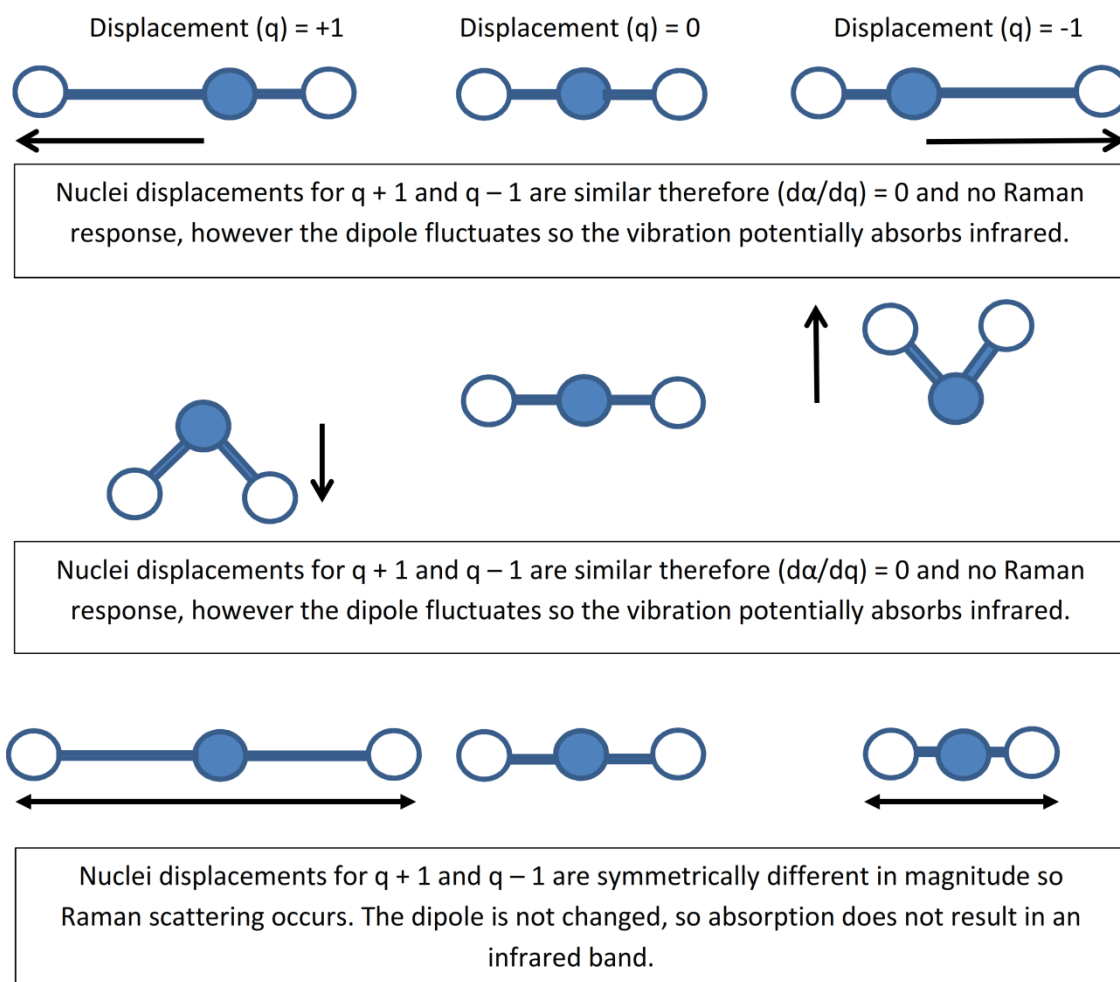 Displacement (q) = +1 Displacement (q) = 0 Displacement (q) = -1
Nuclei displacements for q + 1 and q – 1 are similar therefore (dα/dq) = 0 and no Raman
response, however the dipole fluctuates so the vibration potentially absorbs infrared.
Nuclei displacements for q + 1 and q – 1 are similar therefore (dα/dq) = 0 and no Raman
response, however the dipole fluctuates so the vibration potentially absorbs infrared.
Nuclei displacements for q + 1 and q – 1 are symmetrically different in magnitude so
Raman scattering occurs. The dipole is not changed, so absorption does not result in an
infrared band.